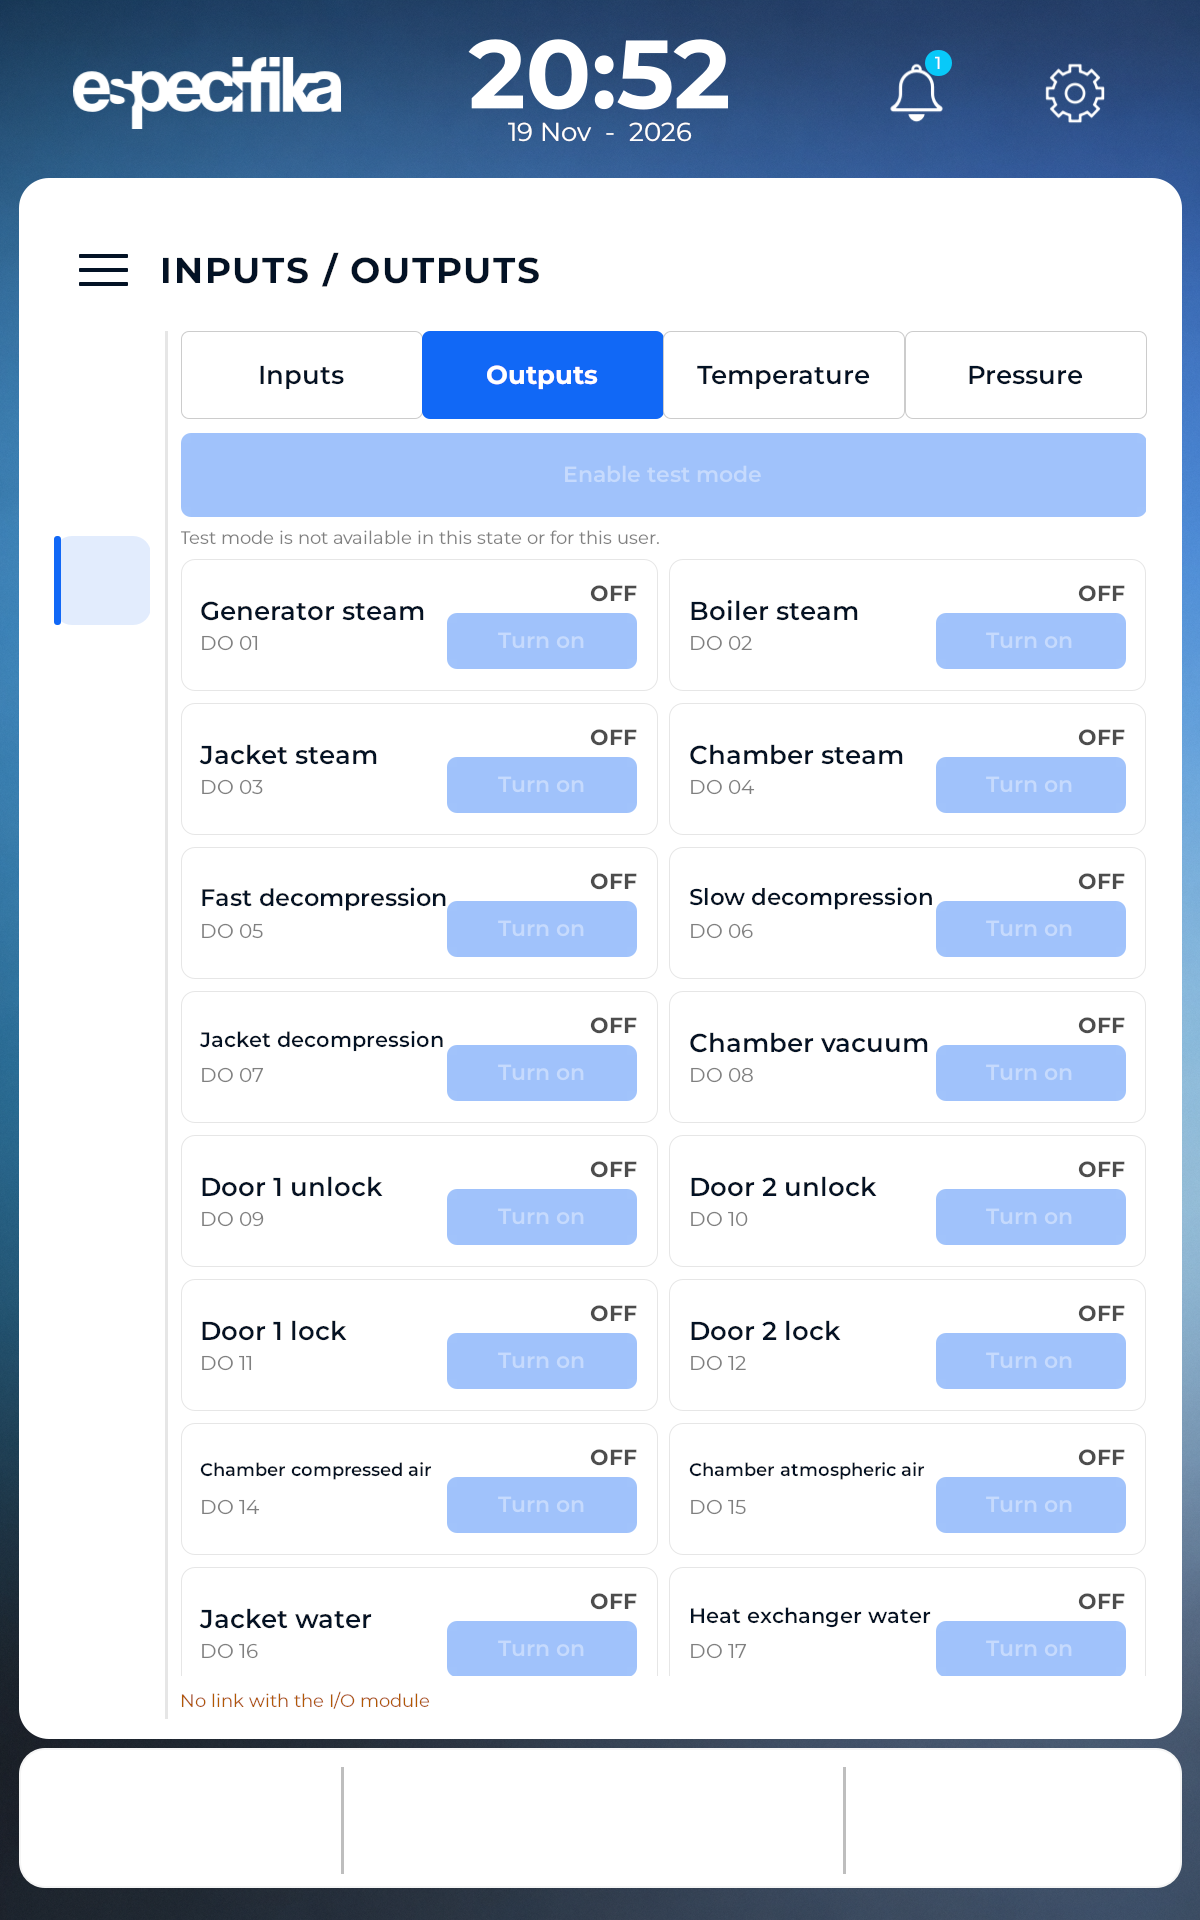 especifika
20:52
19 Nov - 2026
1
INPUTS / OUTPUTS
Inputs
Outputs
Temperature
Pressure
Enable test mode
Test mode is not available in this state or for this user.
Generator steam
DO 01
OFF
Turn on
Boiler steam
DO 02
OFF
Turn on
Jacket steam
DO 03
OFF
Turn on
Chamber steam
DO 04
OFF
Turn on
Fast decompression
DO 05
OFF
Turn on
Slow decompression
DO 06
OFF
Turn on
Jacket decompression
DO 07
OFF
Turn on
Chamber vacuum
DO 08
OFF
Turn on
Door 1 unlock
DO 09
OFF
Turn on
Door 2 unlock
DO 10
OFF
Turn on
Door 1 lock
DO 11
OFF
Turn on
Door 2 lock
DO 12
OFF
Turn on
Chamber compressed air
DO 14
OFF
Turn on
Chamber atmospheric air
DO 15
OFF
Turn on
Jacket water
DO 16
OFF
Turn on
Heat exchanger water
DO 17
OFF
Turn on
No link with the I/O module